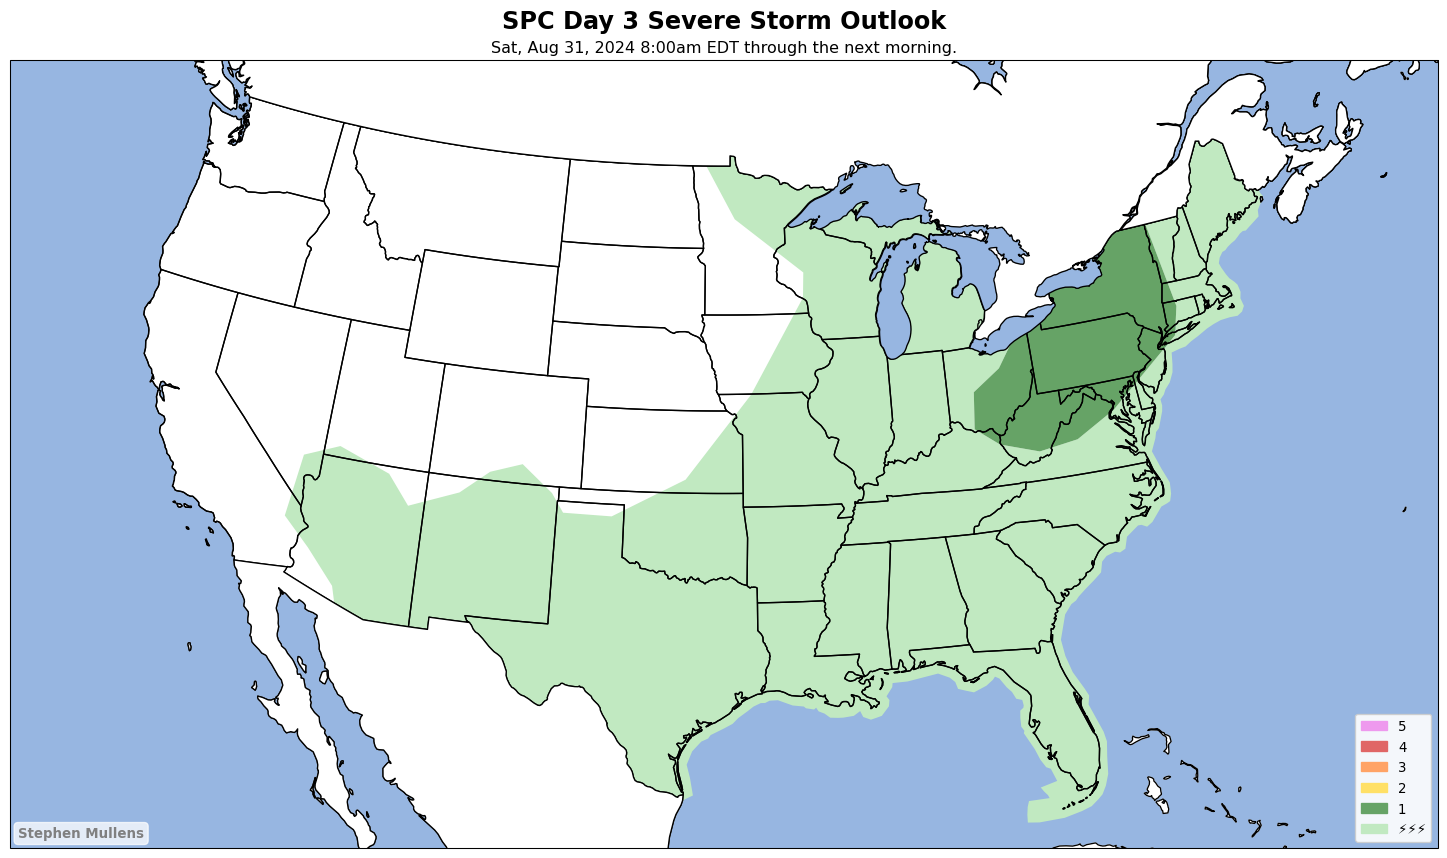 SPC Day 3 Severe Storm Outlook
Sat, Aug 31, 2024 8:00am EDT through the next morning.
5
4
3
2
1
⚡⚡⚡
Stephen Mullens